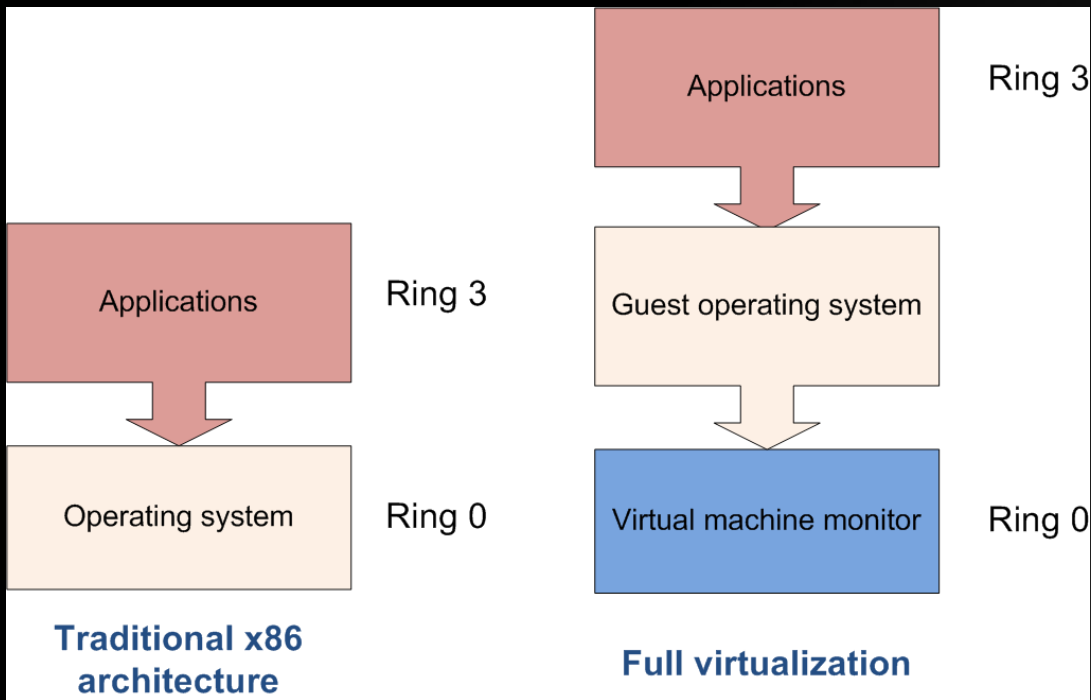 Applications
Ring 3
Operating system
Ring 0
Traditional x86
architecture
Applications
Ring 3
Guest operating system
Virtual machine monitor
Ring 0
Full virtualization